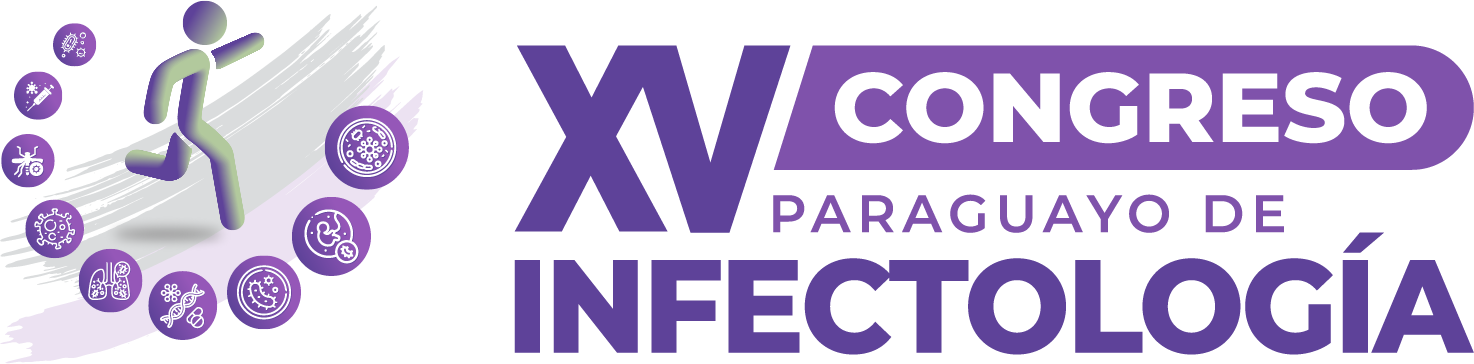 XV CONGRESO
PARAGUAYO DE
INFECTOLOGÍA